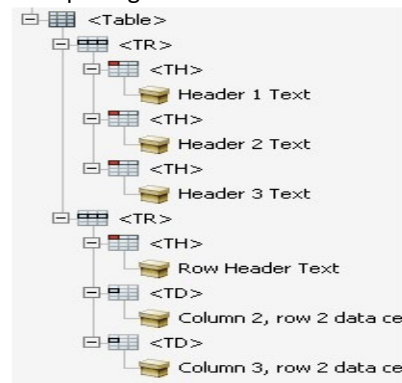 <Table>
<TR>
<TH>
Header 1 Text
<TH>
Header 2 Text
<TH>
Header 3 Text
<TR>
<TH>
Row Header Text
<TD>
Column 2, row 2 data ce
<TD>
Column 3, row 2 data ce